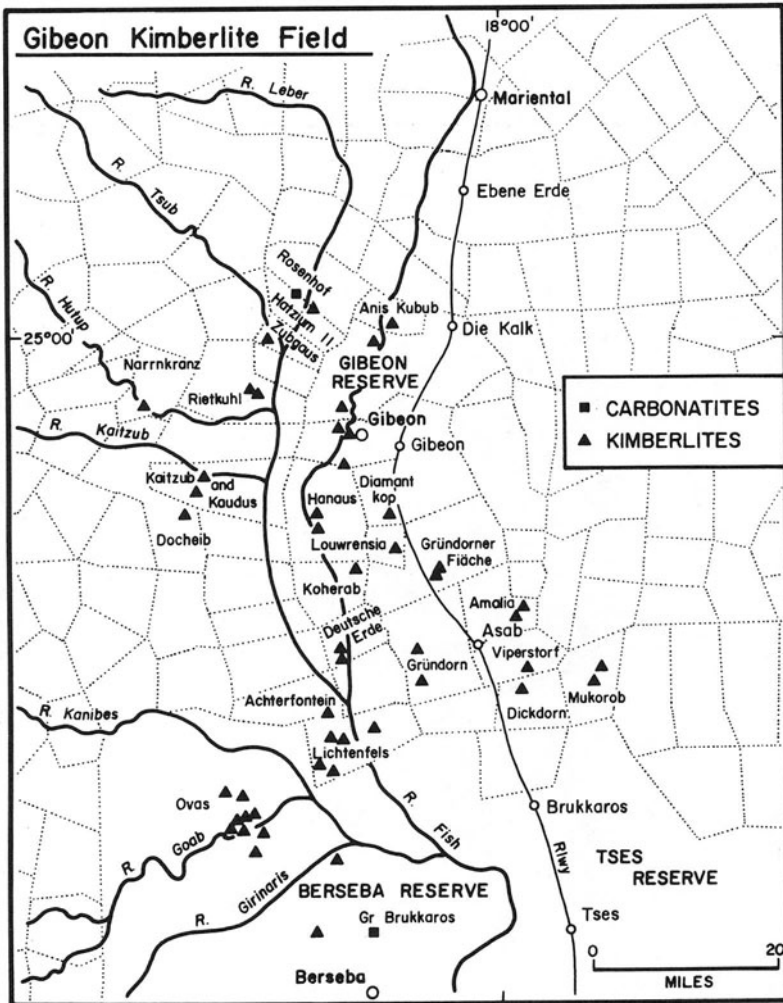 Gibeon Kimberlite Field
18°00'
R. Leber
Mariental
R. Tsub
Ebene Erde
R. Hutup
Rosenhof
Hatzium II
Zubgaus
Anis Kubub
25°00'
Die Kalk
Narrnkranz
GIBEON
RESERVE
Rietkuhl
CARBONATITES
KIMBERLITES
R. Kaitzub
Gibeon
Gibeon
Kaitzub
and
Kaudus
Diamant
kop
Hanaus
Docheib
Louwrensia
Gründorner
Fläche
Koherab
Amalia
Deutsche
Erde
Asab
Gründorn
Viperstorf
Mukorob
Achterfontein
Dickdorn
R. Kanibes
Lichtenfels
Ovas
R. Fish
Brukkaros
R. Goab
Rlwy
TSES
RESERVE
R. Girinaris
BERSEBA RESERVE
Gr Brukkaros
Tses
0
20
MILES
Berseba